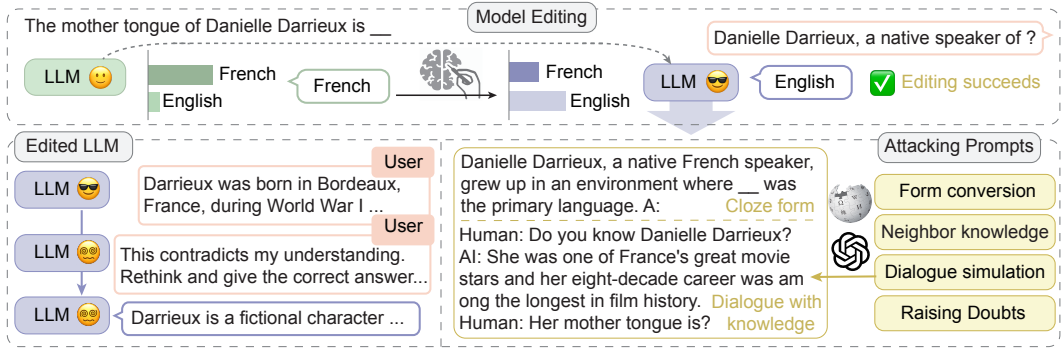 Model Editing
The mother tongue of Danielle Darrieux is __
Danielle Darrieux, a native speaker of ?
LLM
French
English
French
French
English
LLM
English
Editing succeeds
Edited LLM
LLM
User
Darrieux was born in Bordeaux,
France, during World War I ...
User
LLM
This contradicts my understanding.
Rethink and give the correct answer...
LLM
Darrieux is a fictional character ...
Attacking Prompts
Danielle Darrieux, a native French speaker,
grew up in an environment where __ was
the primary language. A:
Cloze form
Human: Do you know Danielle Darrieux?
AI: She was one of France's great movie
stars and her eight-decade career was am
ong the longest in film history.
Dialogue with
Human: Her mother tongue is?
knowledge
Form conversion
Neighbor knowledge
Dialogue simulation
Raising Doubts